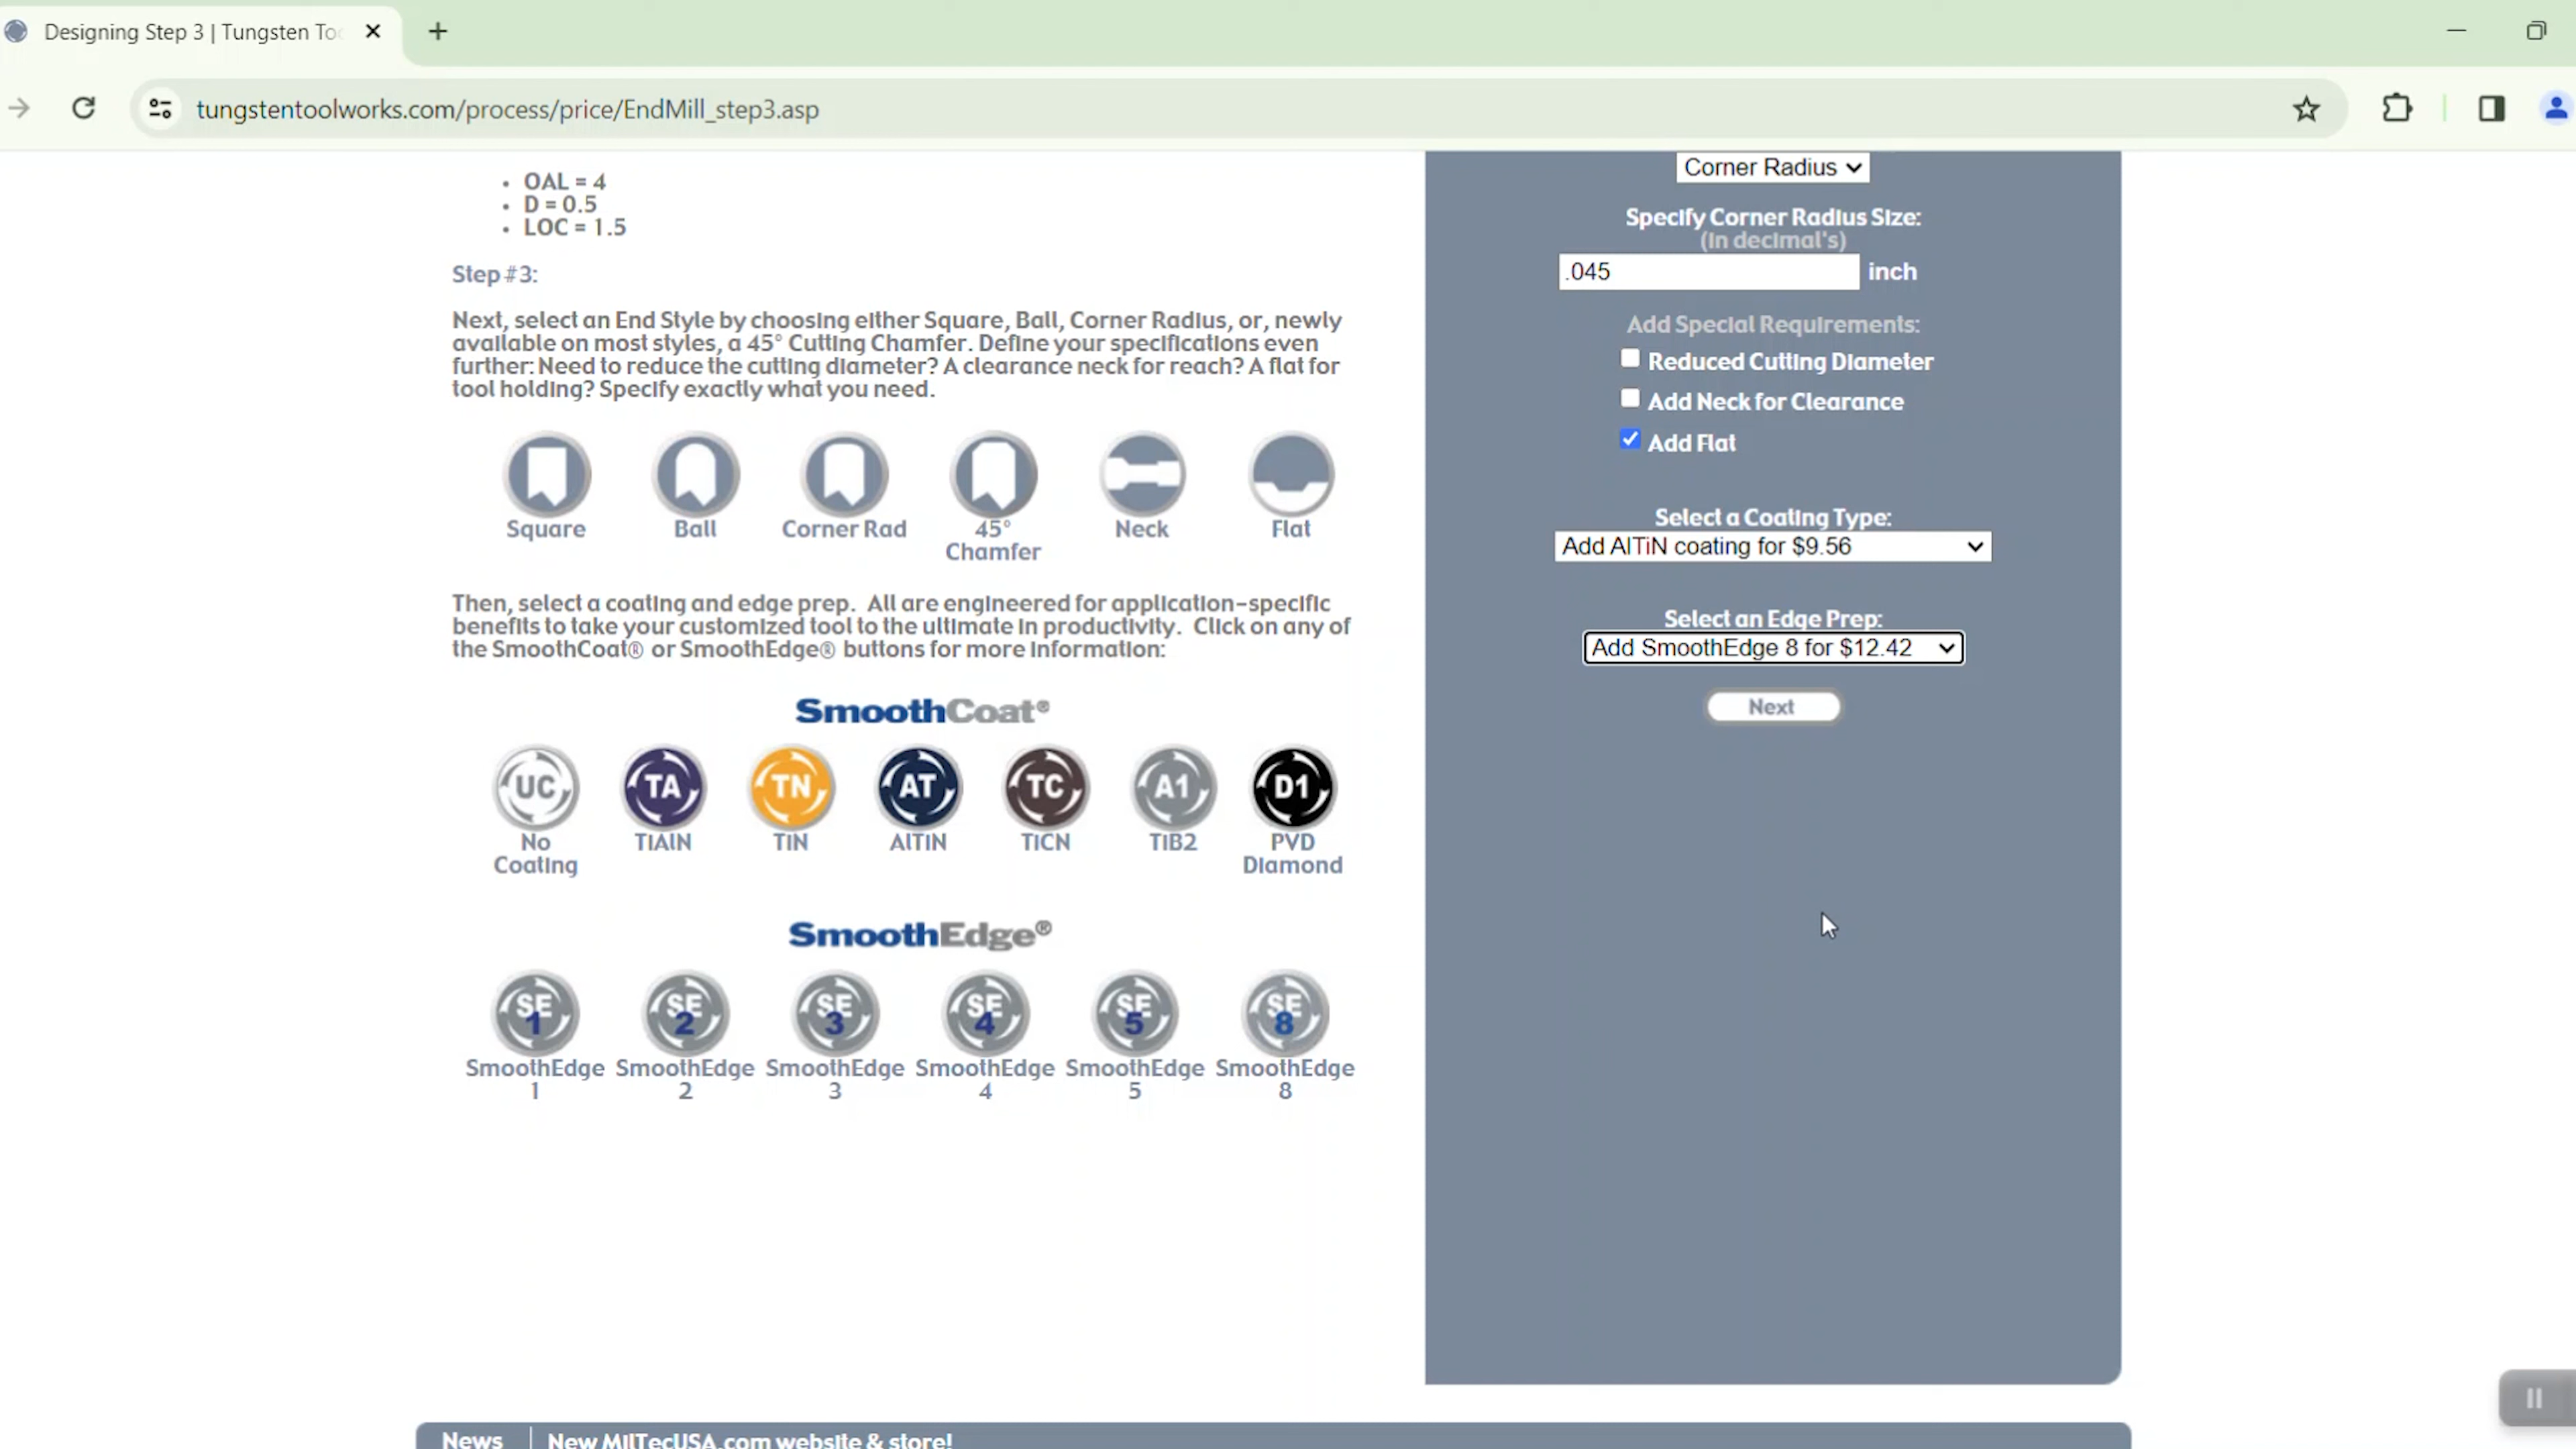 Designing Step 3 | Tungsten Too
tungstentoolworks.com/process/price/EndMill_step3.asp
• OAL = 4
• D = 0.5
• LOC = 1.5
Step #3:
Next, select an End Style by choosing either Square, Ball, Corner Radius, or, newly
available on most styles, a 45° Cutting Chamfer. Define your specifications even
further: Need to reduce the cutting diameter? A clearance neck for reach? A flat for
tool holding? Specify exactly what you need.
Square
Ball
Corner Rad
45°
Chamfer
Neck
Flat
Then, select a coating and edge prep. All are engineered for application-specific
benefits to take your customized tool to the ultimate in productivity. Click on any of
the SmoothCoat® or SmoothEdge® buttons for more information:
SmoothCoat®
UC
TA
TN
AT
TC
A1
D1
No
Coating
TiAlN
TiN
AlTiN
TiCN
TiB2
PVD
Diamond
SmoothEdge®
SE
1
SE
2
SE
3
SE
4
SE
5
SE
8
SmoothEdge
1
SmoothEdge
2
SmoothEdge
3
SmoothEdge
4
SmoothEdge
5
SmoothEdge
8
Corner Radius
Specify Corner Radius Size:
(in decimal's)
.045 inch
Add Special Requirements:
Reduced Cutting Diameter
Add Neck for Clearance
Add Flat
Select a Coating Type:
Add AlTiN coating for $9.56
Select an Edge Prep:
Add SmoothEdge 8 for $12.42
Next
News
New MilTecUSA.com website & store!